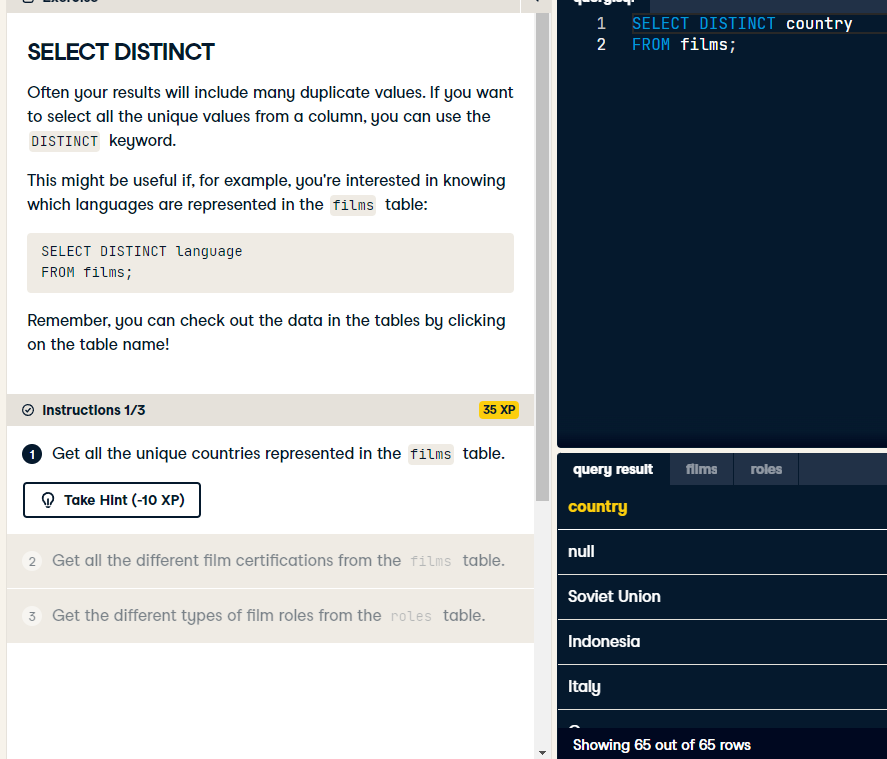 SELECT DISTINCT
Often your results will include many duplicate values. If you want
to select all the unique values from a column, you can use the
DISTINCT keyword.
This might be useful if, for example, you're interested in knowing
which languages are represented in the films table:
SELECT DISTINCT language
FROM films;
Remember, you can check out the data in the tables by clicking
on the table name!
Instructions 1/3
35 XP
1 Get all the unique countries represented in the films table.
Take Hint (-10 XP)
2 Get all the different film certifications from the films table.
3 Get the different types of film roles from the roles table.
1 SELECT DISTINCT country
2 FROM films;
query result films roles
country
null
Soviet Union
Indonesia
Italy
Showing 65 out of 65 rows